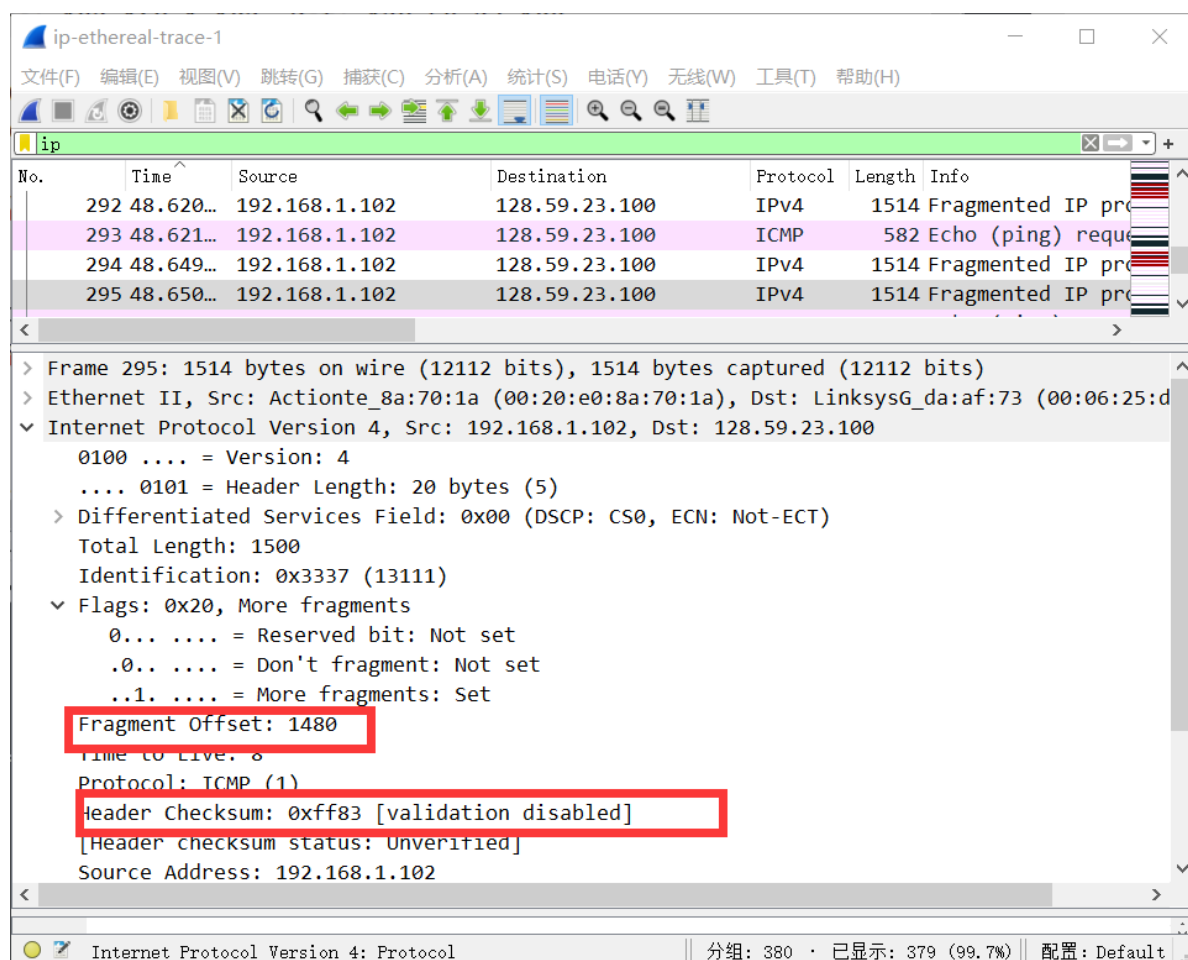 ip-ethereal-trace-1
文件(F) 编辑(E) 视图(V) 跳转(G) 捕获(C) 分析(A) 统计(S) 电话(Y) 无线(W) 工具(T) 帮助(H)
ip
No. Time Source Destination Protocol Length Info
292 48.620… 192.168.1.102 128.59.23.100 IPv4 1514 Fragmented IP pro
293 48.621… 192.168.1.102 128.59.23.100 ICMP 582 Echo (ping) reque
294 48.649… 192.168.1.102 128.59.23.100 IPv4 1514 Fragmented IP pro
295 48.650… 192.168.1.102 128.59.23.100 IPv4 1514 Fragmented IP pro
Frame 295: 1514 bytes on wire (12112 bits), 1514 bytes captured (12112 bits)
Ethernet II, Src: Actionte_8a:70:1a (00:20:e0:8a:70:1a), Dst: LinksysG_da:af:73 (00:06:25:d
Internet Protocol Version 4, Src: 192.168.1.102, Dst: 128.59.23.100
0100 .... = Version: 4
.... 0101 = Header Length: 20 bytes (5)
Differentiated Services Field: 0x00 (DSCP: CS0, ECN: Not-ECT)
Total Length: 1500
Identification: 0x3337 (13111)
Flags: 0x20, More fragments
0... .... = Reserved bit: Not set
.0.. .... = Don't fragment: Not set
..1. .... = More fragments: Set
Fragment Offset: 1480
Time to Live: 8
Protocol: ICMP (1)
Header Checksum: 0xff83 [validation disabled]
[Header checksum status: Unverified]
Source Address: 192.168.1.102
Internet Protocol Version 4: Protocol
分组: 380 · 已显示: 379 (99.7%)
配置: Default